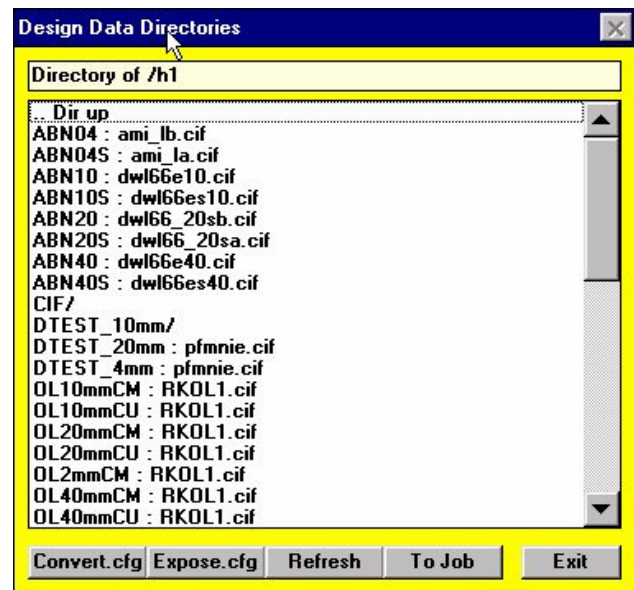 Design Data Directories
Directory of /h1
.. Dir up
ABN04 : ami_lb.cif
ABN04S : ami_la.cif
ABN10 : dwl66e10.cif
ABN10S : dwl66es10.cif
ABN20 : dwl66_20sb.cif
ABN20S : dwl66_20sa.cif
ABN40 : dwl66e40.cif
ABN40S : dwl66es40.cif
CIF/
DTEST_10mm/
DTEST_20mm : pfmnie.cif
DTEST_4mm : pfmnie.cif
OL10mmCM : RKOL1.cif
OL10mmCU : RKOL1.cif
OL20mmCM : RKOL1.cif
OL20mmCU : RKOL1.cif
OL2mmCM : RKOL1.cif
OL40mmCM : RKOL1.cif
OL40mmCU : RKOL1.cif
Convert.cfg Expose.cfg Refresh To Job Exit